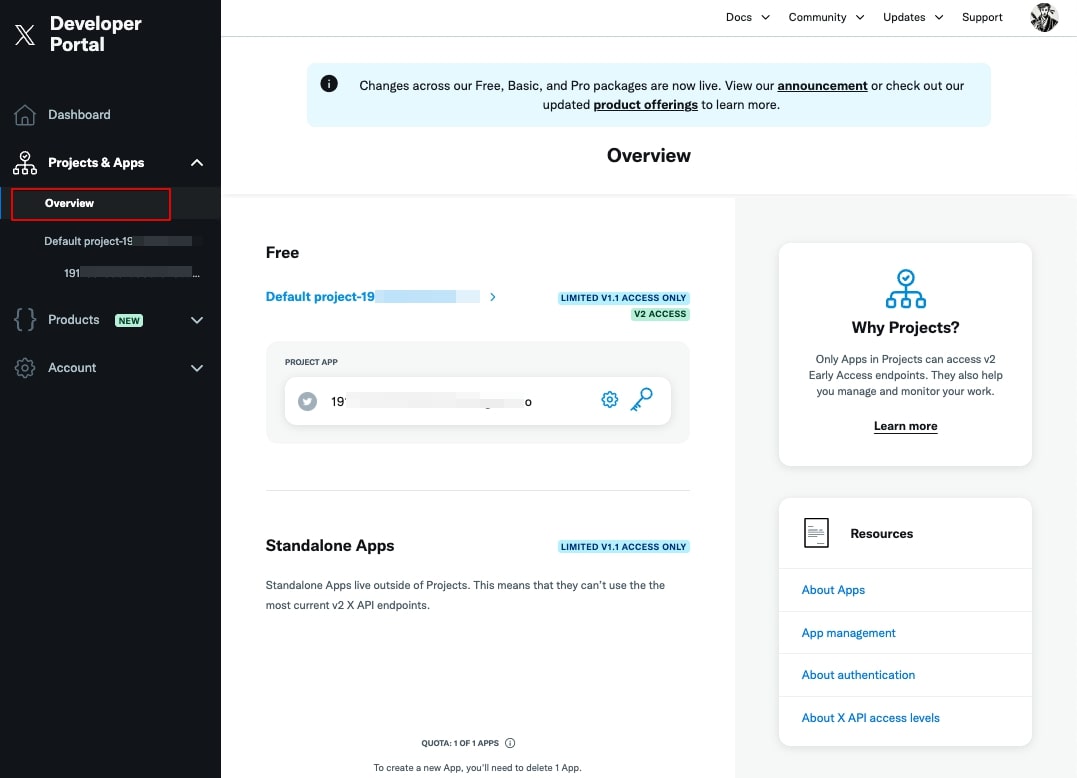 Developer
Portal
Dashboard
Projects & Apps
Overview
Default project-19
191
...
Products NEW
Account
Docs
Community
Updates
Support
Changes across our Free, Basic, and Pro packages are now live. View our announcement or check out our
updated product offerings to learn more.
Overview
Free
Default project-19
LIMITED V1.1 ACCESS ONLY
V2 ACCESS
PROJECT APP
19
o
Standalone Apps
LIMITED V1.1 ACCESS ONLY
Standalone Apps live outside of Projects. This means that they can't use the the
most current v2 X API endpoints.
QUOTA: 1 OF 1 APPS
To create a new App, you'll need to delete 1 App.
Why Projects?
Only Apps in Projects can access v2
Early Access endpoints. They also help
you manage and monitor your work.
Learn more
Resources
About Apps
App management
About authentication
About X API access levels